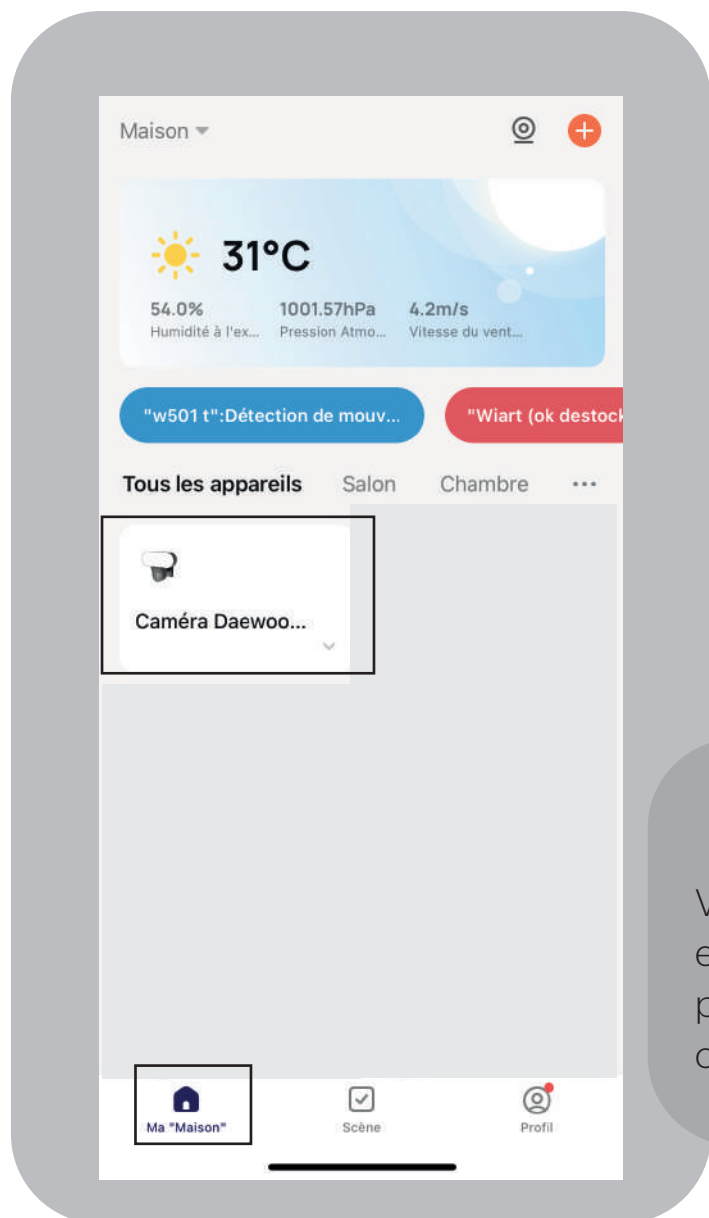 Maison
31°C
54.0% 1001.57hPa 4.2m/s
Humidité à l'ex... Pression Atmo... Vitesse du vent...
"w501 t":Détection de mouv... "Wiart (ok destock
Tous les appareils Salon Chambre ...
Caméra Daewoo...
Ma "Maison" Scène Profil